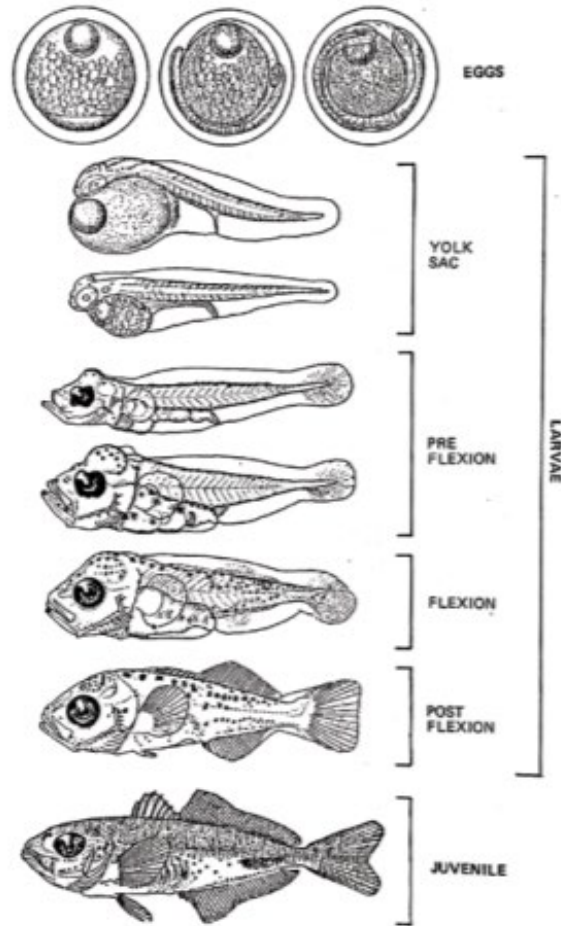 EGGS
YOLK
SAC
PRE
FLEXION
LARVAE
FLEXION
POST
FLEXION
JUVENILE